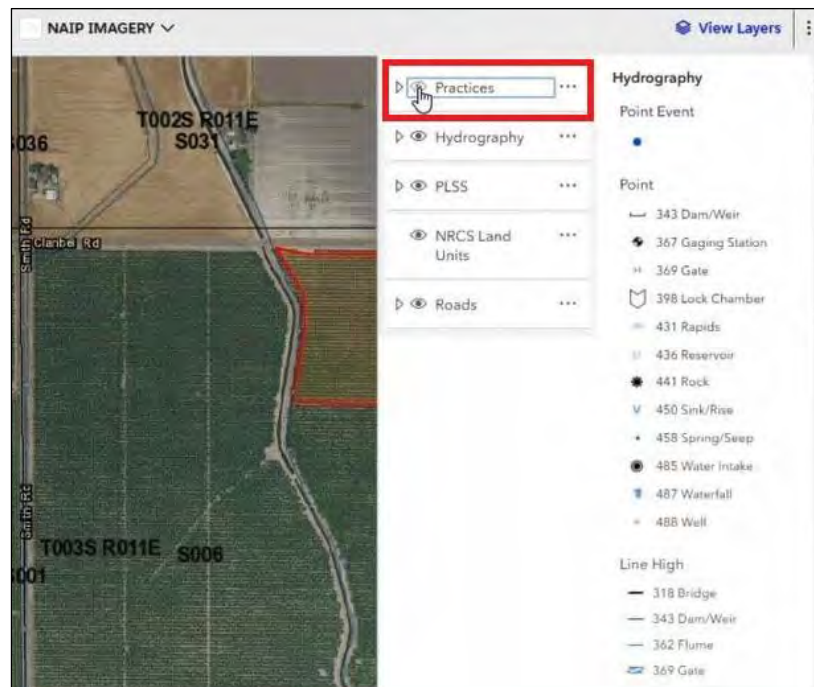 NAIP IMAGERY
View Layers
T002S R011E
S031
S036
Smith Rd
Clanbel Rd
Smith Rd
T003S R011E
S006
S001
Practices
Hydrography
PLSS
NRCS Land
Units
Roads
Hydrography
Point Event
Point
343 Dam/Weir
367 Gaging Station
369 Gate
398 Lock Chamber
431 Rapids
436 Reservoir
441 Rock
450 Sink/Rise
458 Spring/Seep
485 Water Intake
487 Waterfall
488 Well
Line High
318 Bridge
343 Dam/Weir
362 Flume
369 Gate